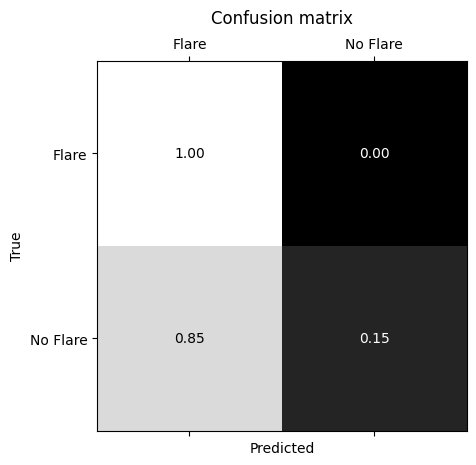 Confusion matrix
Flare No Flare
Flare 1.00 0.00
True
No Flare 0.85 0.15
Predicted